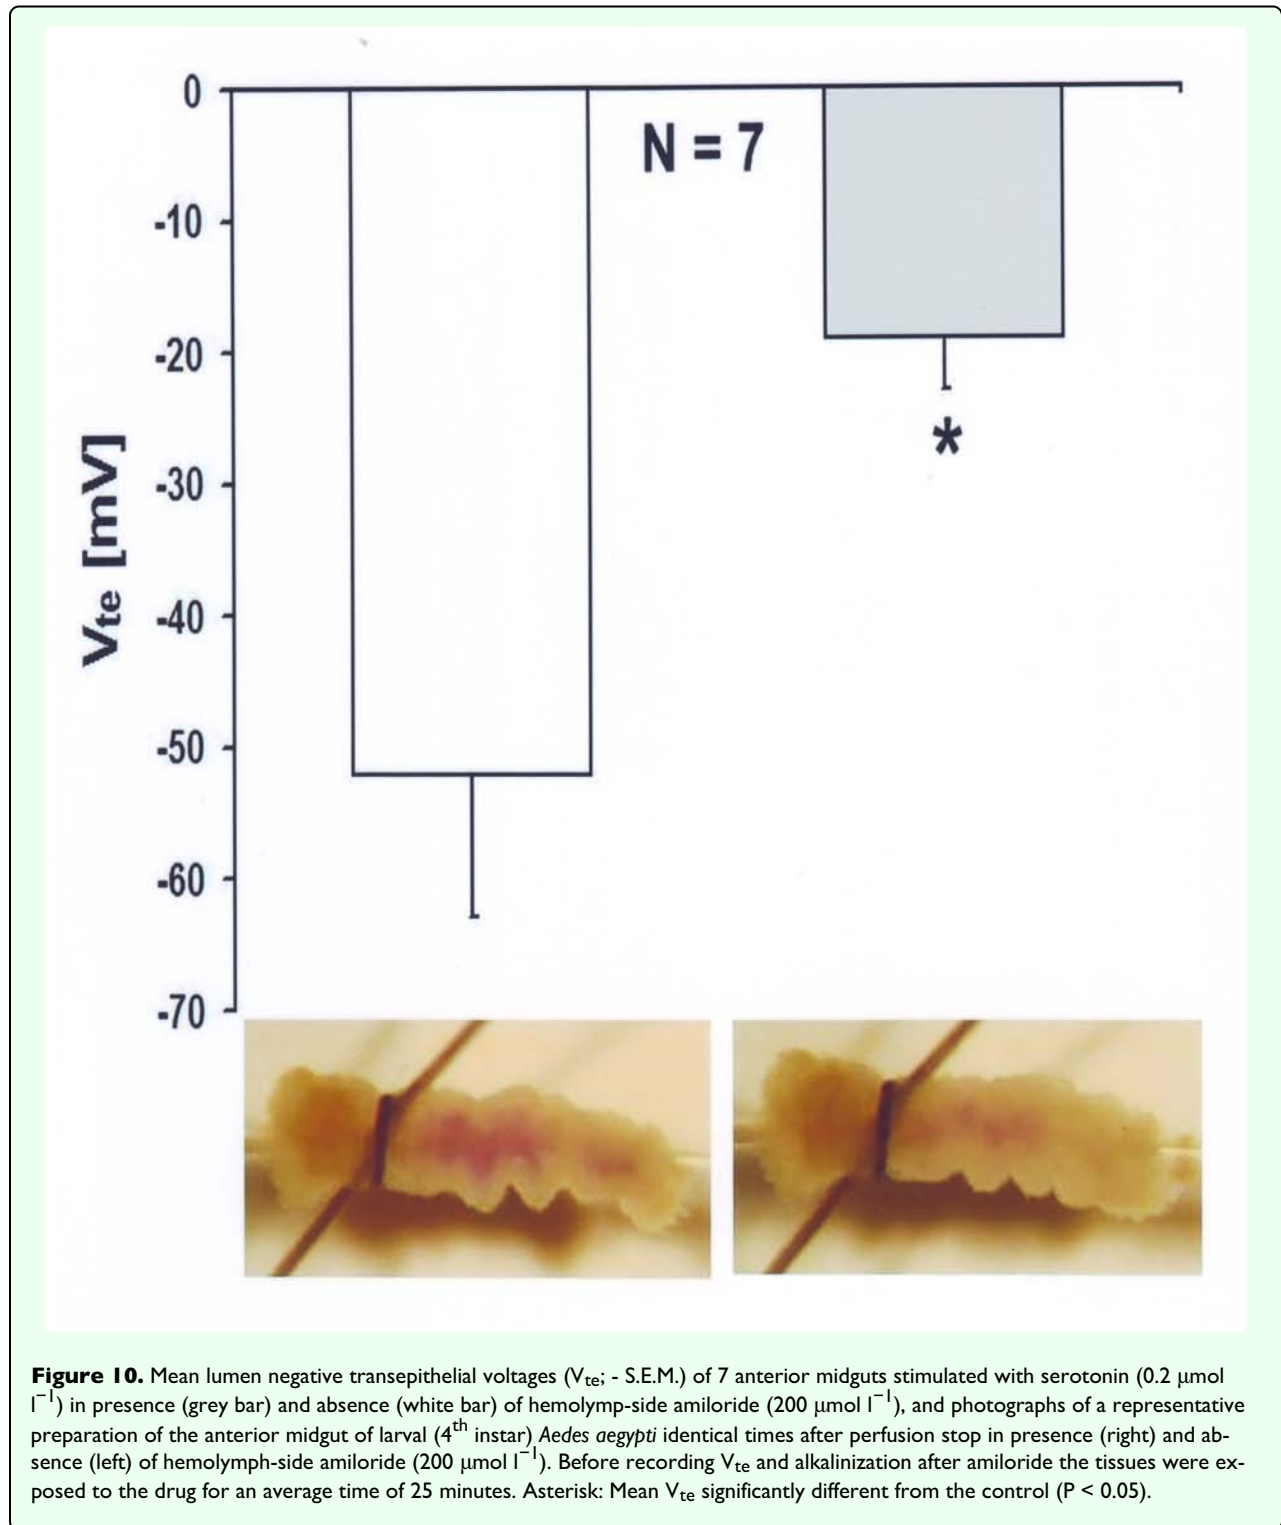 0
N = 7
-10
-20
*
-30
-40
-50
-60
-70
Vte [mV]
Figure 10. Mean lumen negative transepithelial voltages (Vte; - S.E.M.) of 7 anterior midguts stimulated with serotonin (0.2 μmol
l−1) in presence (grey bar) and absence (white bar) of hemolymp-side amiloride (200 μmol l−1), and photographs of a representative
preparation of the anterior midgut of larval (4th instar) Aedes aegypti identical times after perfusion stop in presence (right) and ab-
sence (left) of hemolymph-side amiloride (200 μmol l−1). Before recording Vte and alkalinization after amiloride the tissues were ex-
posed to the drug for an average time of 25 minutes. Asterisk: Mean Vte significantly different from the control (P < 0.05).